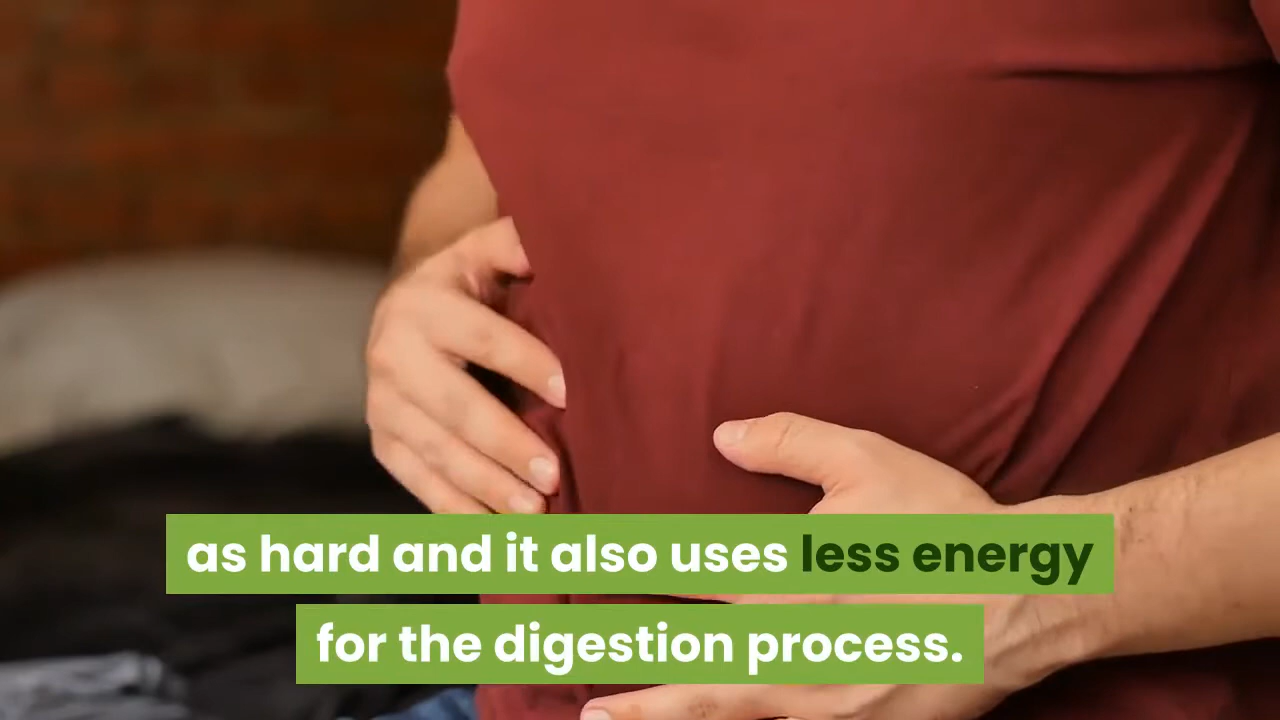 as hard and it also uses less energy
for the digestion process.